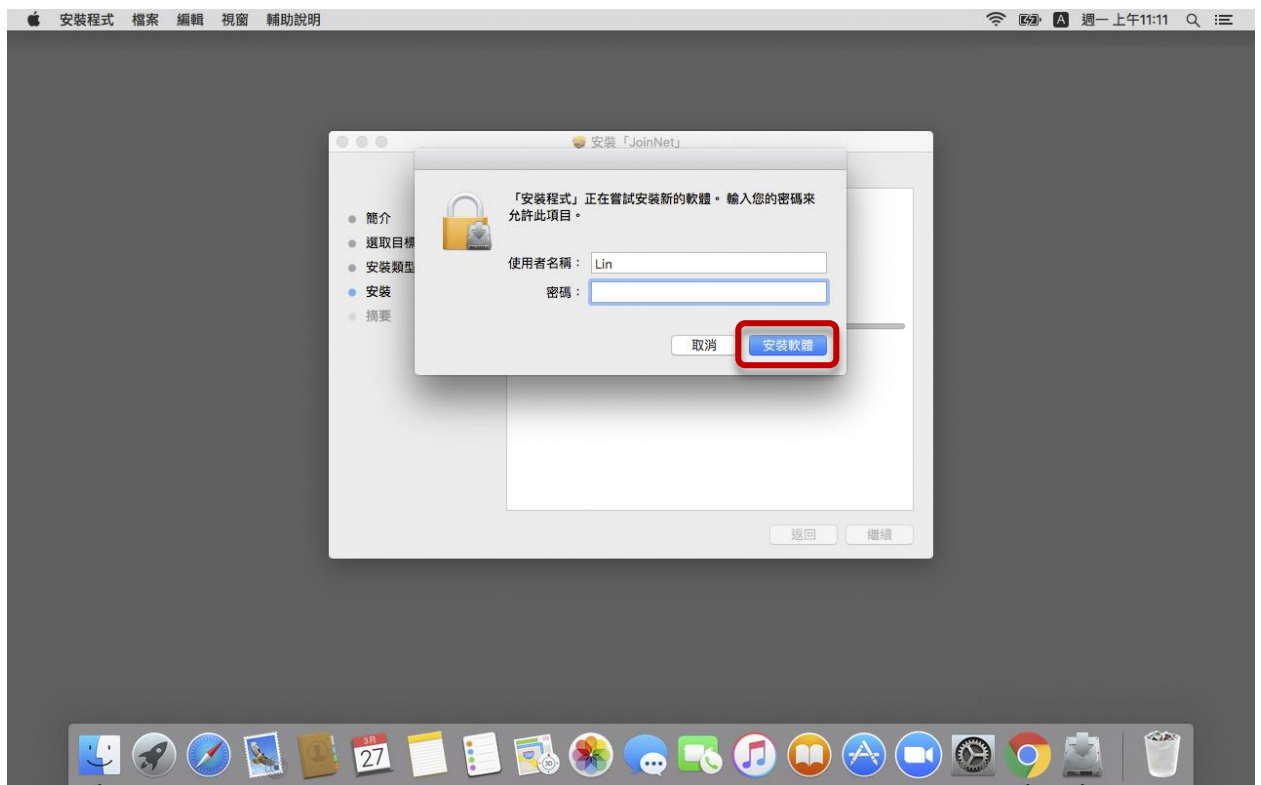 安裝程式 檔案 編輯 視窗 輔助說明 A 週一 上午11:11
安裝「JoinNet」
「安裝程式」正在嘗試安裝新的軟體。 輸入您的密碼來
允許此項目。
簡介
選取目標
安裝類型
安裝
摘要
使用者名稱： Lin
密碼：
取消 安裝軟體
返回 繼續
3月
27